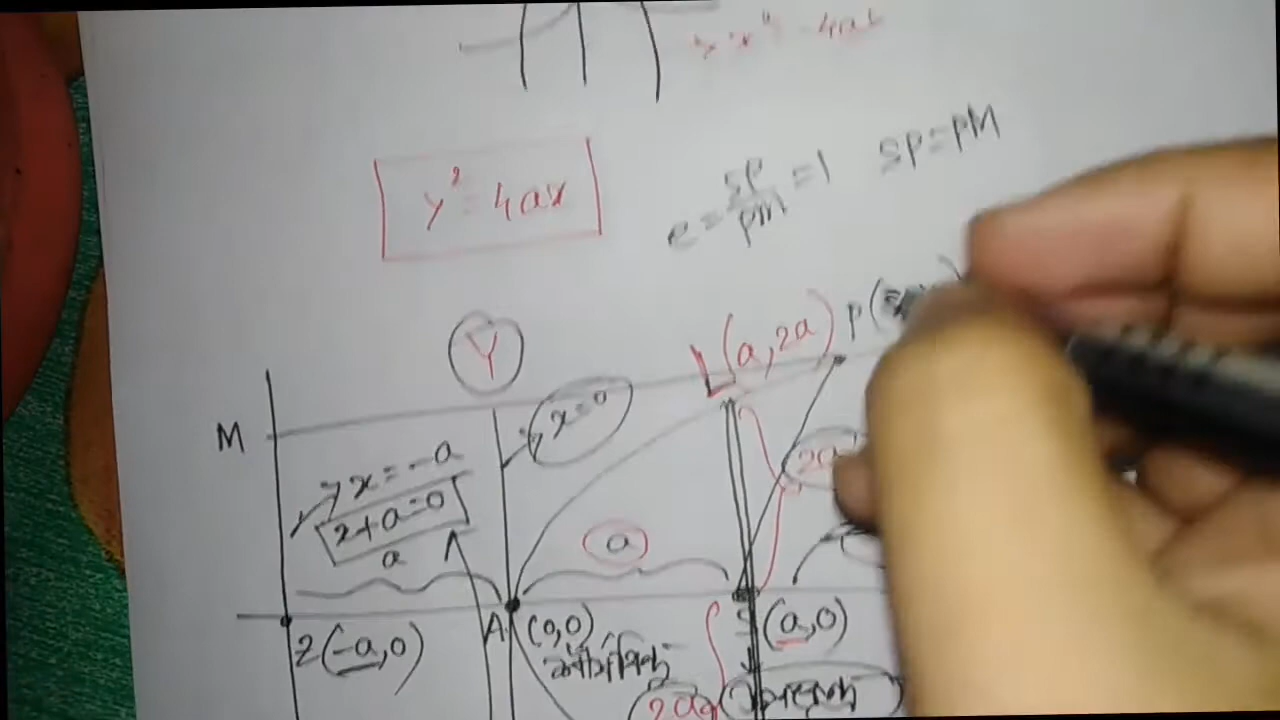 y² = 4ax
e = SP/PM = 1 SP = PM
Y
L (a, 2a) P(
x = 0
M
x = -a
x + a = 0
2a
a
a
A (0,0)
S (a,0)
Z (-a,0)
2a